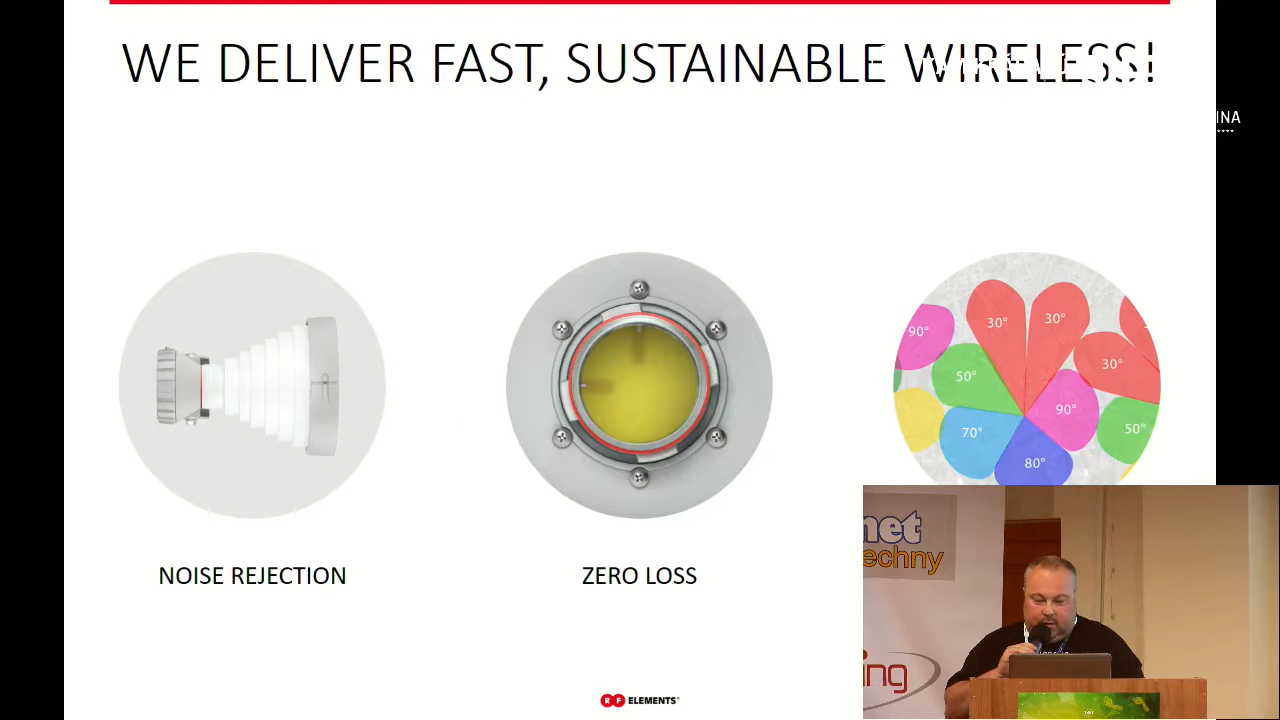 WE DELIVER FAST, SUSTAINABLE WIRELESS!
INA
90°
30°
30°
30°
50°
90°
50°
70°
80°
NOISE REJECTION
ZERO LOSS
net
echny
ing
RF ELEMENTS